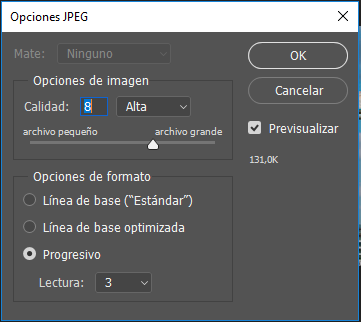 Opciones JPEG
Mate: Ninguno
Opciones de imagen
Calidad: 8 Alta
archivo pequeño archivo grande
Opciones de formato
Línea de base (“Estándar”)
Línea de base optimizada
Progresivo
Lectura: 3
OK
Cancelar
Previsualizar
131,0K